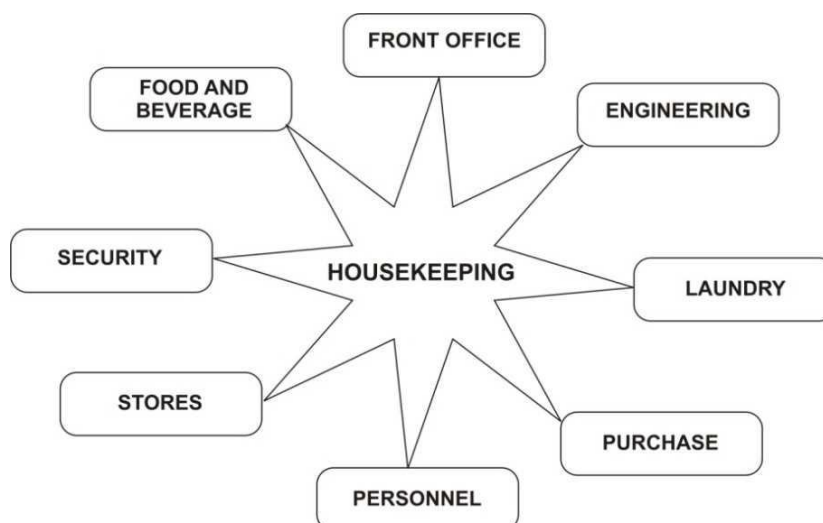 FRONT OFFICE
FOOD AND
BEVERAGE
ENGINEERING
SECURITY
HOUSEKEEPING
LAUNDRY
STORES
PURCHASE
PERSONNEL